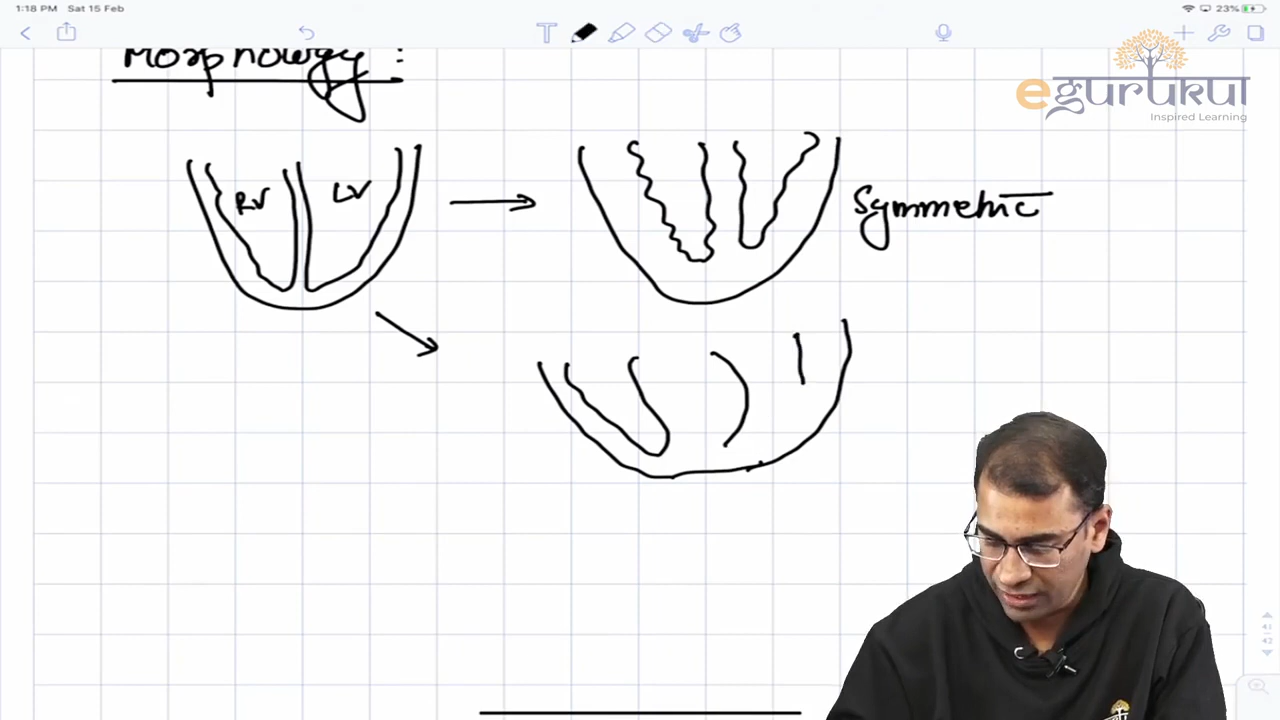 1:18 PM Sat 15 Feb
23%
T
Morphology :
egurukul
Inspired Learning
RV
LV
Symmetric